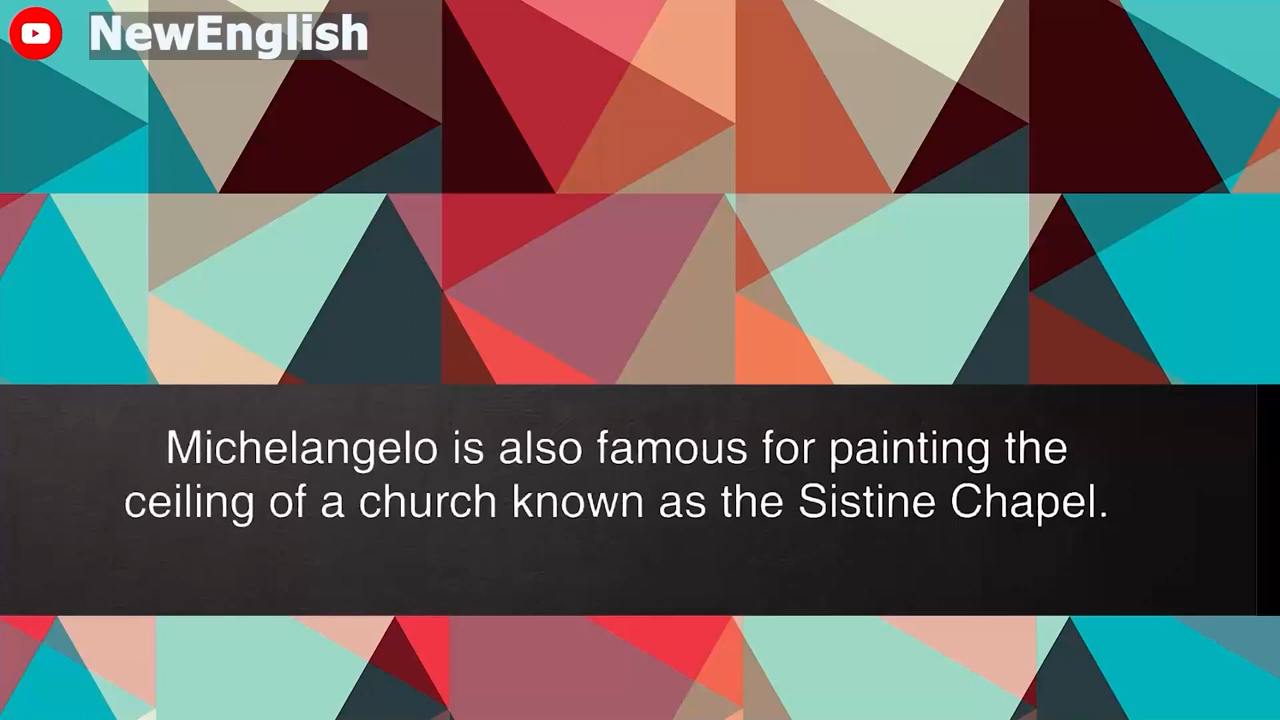 NewEnglish
Michelangelo is also famous for painting the
ceiling of a church known as the Sistine Chapel.